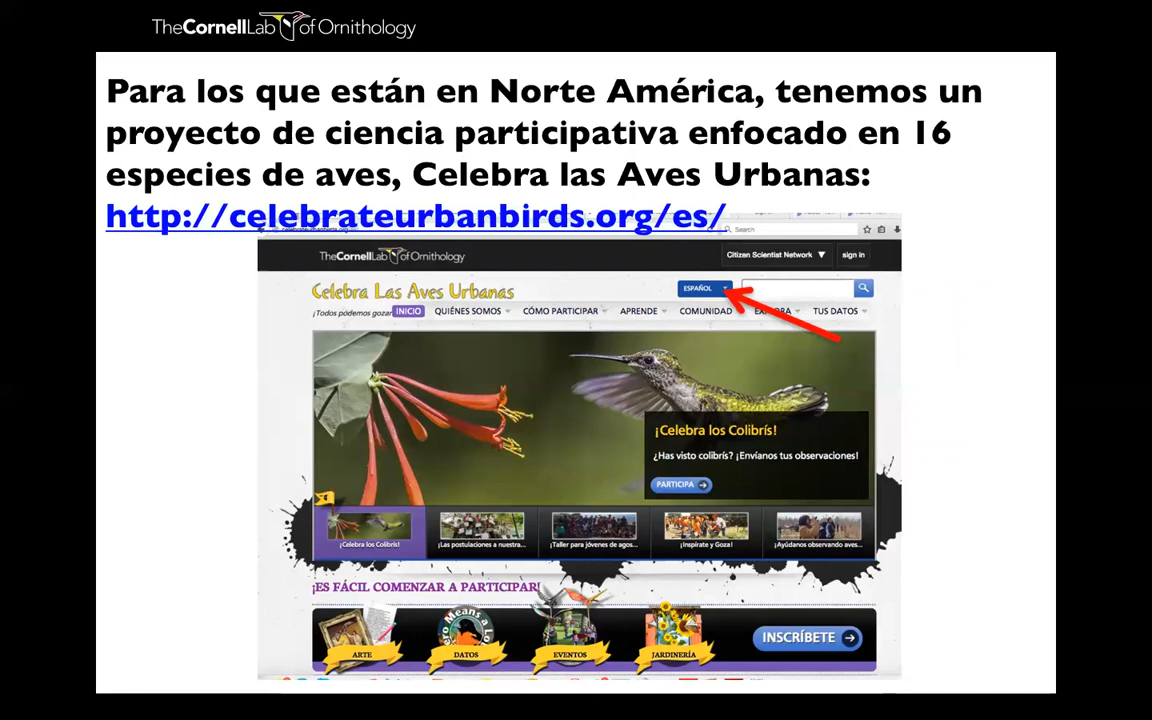 TheCornellLab of Ornithology
Para los que están en Norte América, tenemos un
proyecto de ciencia participativa enfocado en 16
especies de aves, Celebra las Aves Urbanas:
http://celebrateurbanbirds.org/es/
Search
TheCornellLab of Ornithology
Citizen Scientist Network ▼ sign in
Celebra Las Aves Urbanas
ESPAÑOL
¡Todos podemos gozar
INICIO QUIÉNES SOMOS CÓMO PARTICIPAR APRENDE COMUNIDAD TUS DATOS
¡Celebra los Colibrís!
¿Has visto colibrís? ¡Envíanos tus observaciones!
PARTICIPA
¡Celebra los Colibrís! ¡Las postulaciones a nuestra... ¡Taller para jóvenes de agos... ¡Inspírate y Goza! ¡Ayúdanos observando aves...
¡ES FÁCIL COMENZAR A PARTICIPAR!
Means a
ARTE DATOS EVENTOS JARDINERÍA
INSCRÍBETE